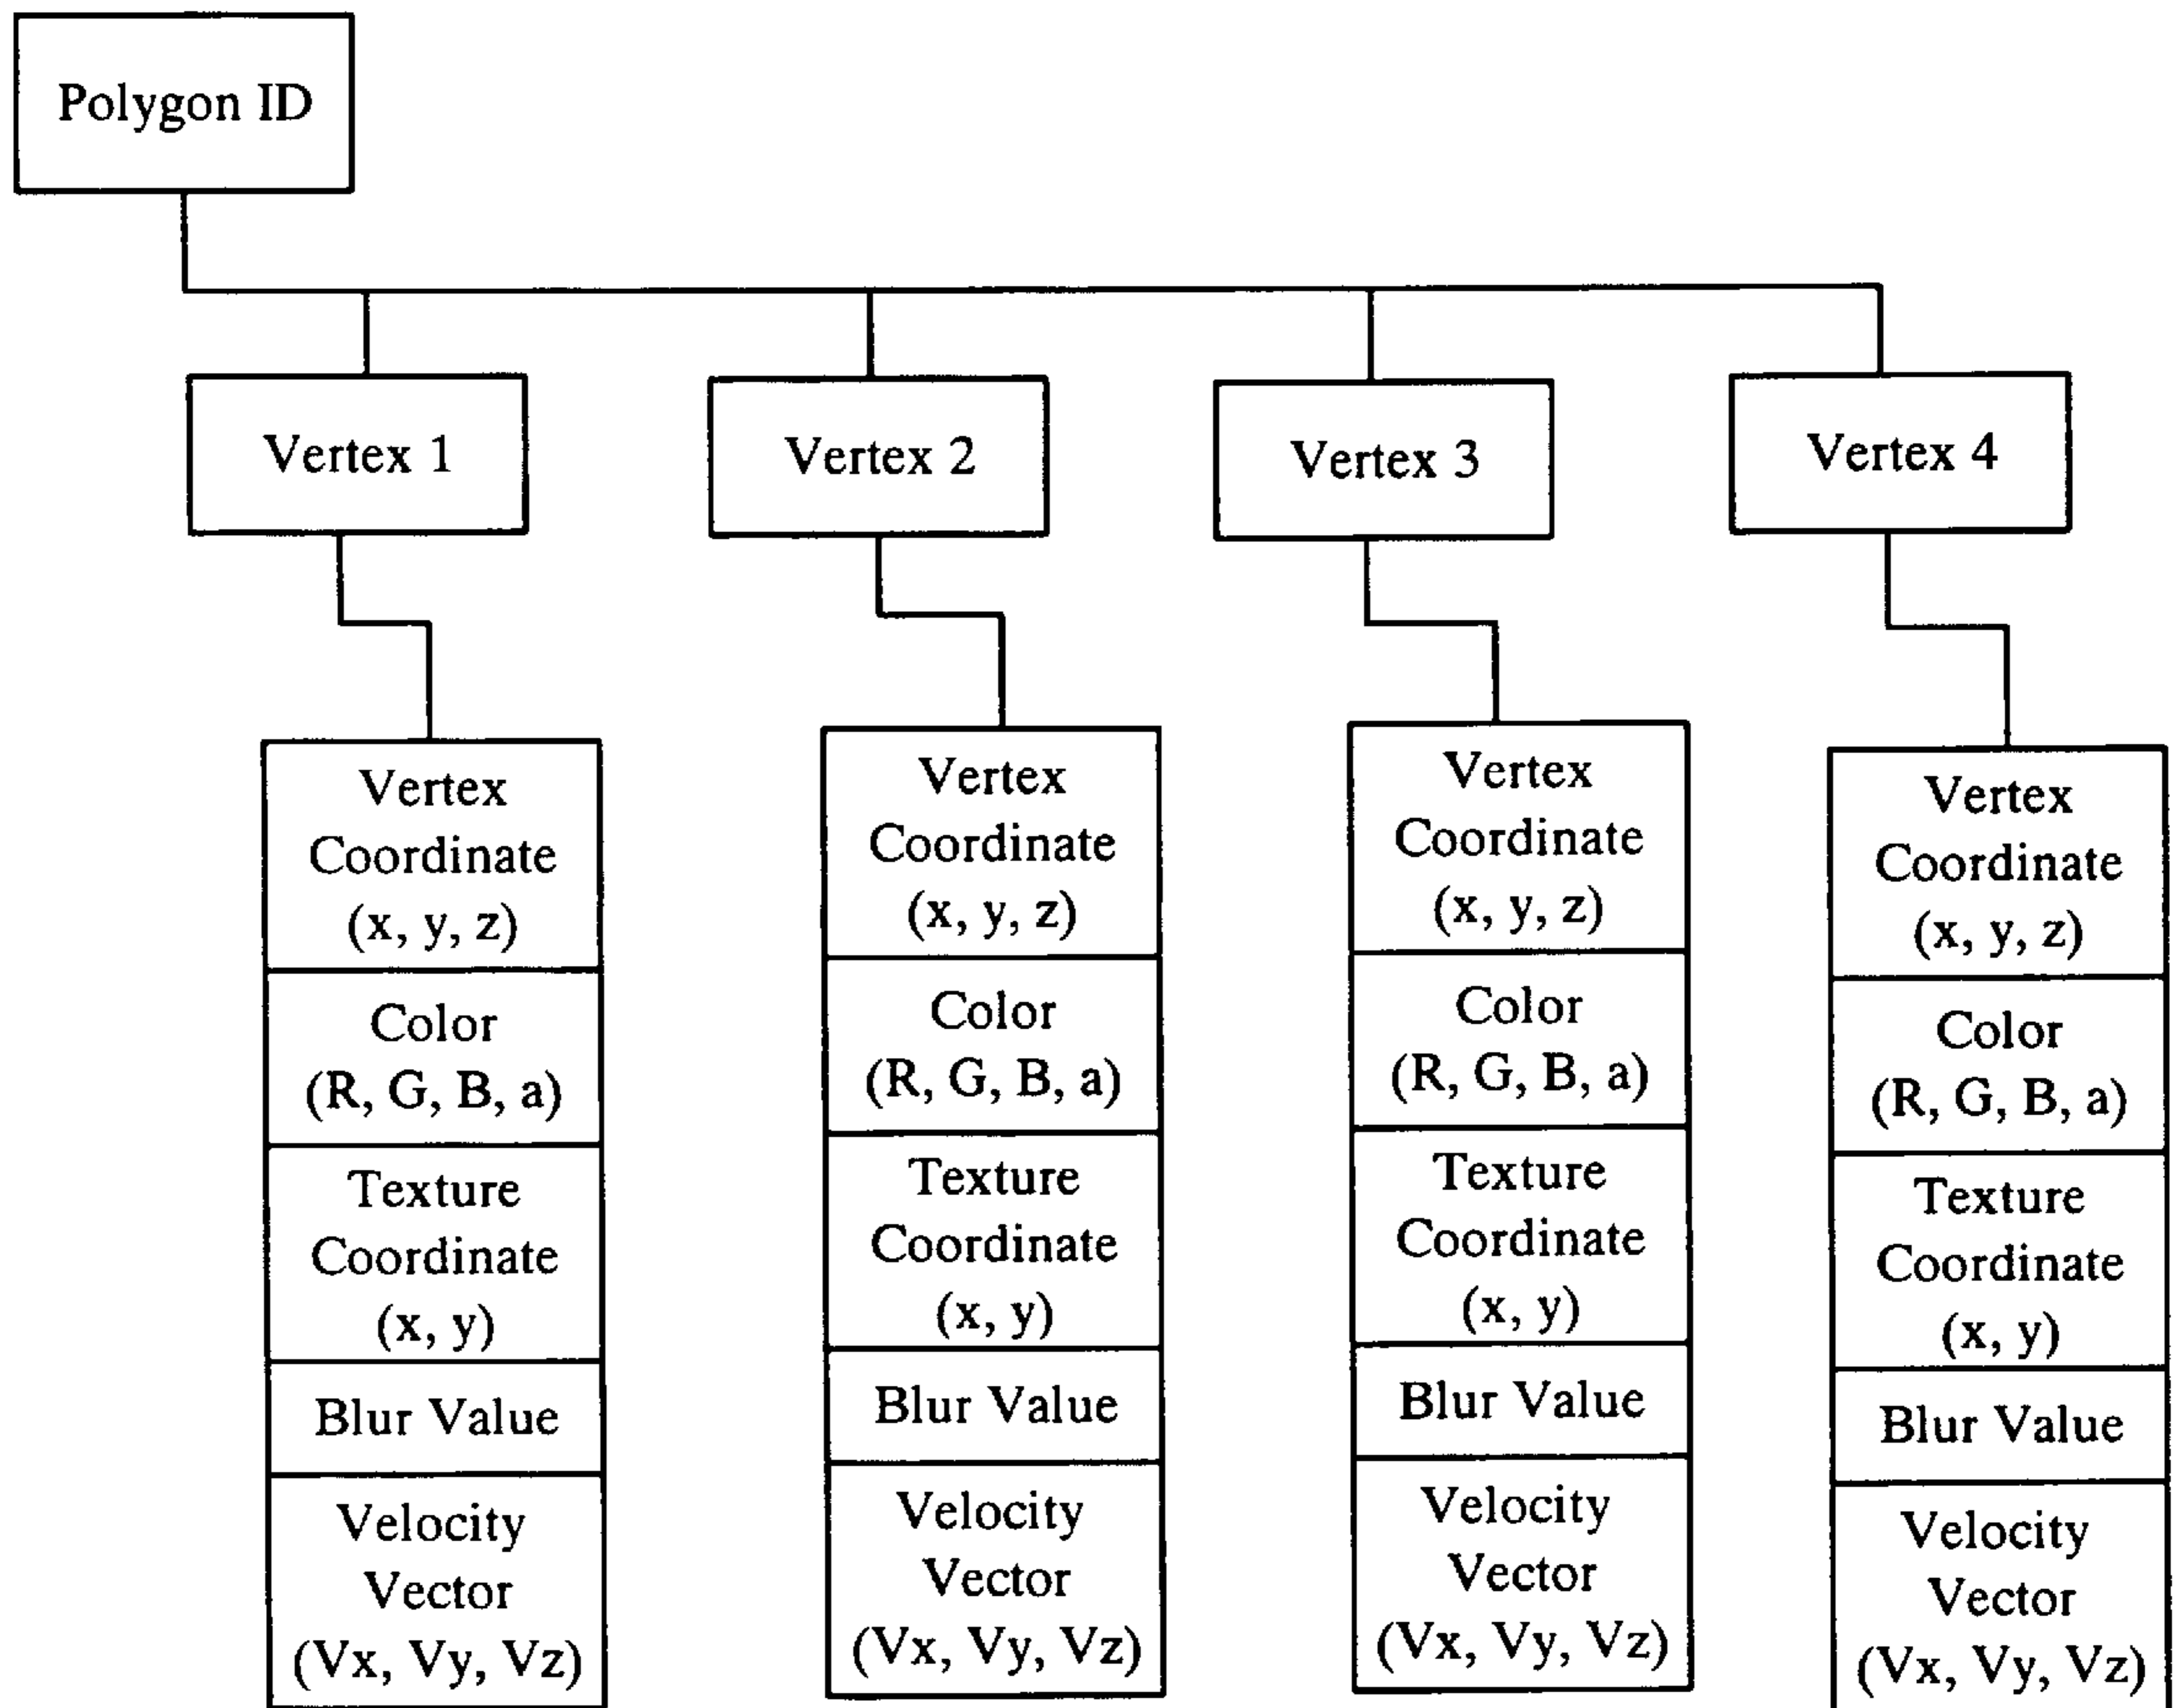 Polygon ID
Vertex 1
Vertex 2
Vertex 3
Vertex 4
Vertex
Coordinate
(x, y, z)
Color
(R, G, B, a)
Texture
Coordinate
(x, y)
Blur Value
Velocity
Vector
(Vx, Vy, Vz)
Vertex
Coordinate
(x, y, z)
Color
(R, G, B, a)
Texture
Coordinate
(x, y)
Blur Value
Velocity
Vector
(Vx, Vy, Vz)
Vertex
Coordinate
(x, y, z)
Color
(R, G, B, a)
Texture
Coordinate
(x, y)
Blur Value
Velocity
Vector
(Vx, Vy, Vz)
Vertex
Coordinate
(x, y, z)
Color
(R, G, B, a)
Texture
Coordinate
(x, y)
Blur Value
Velocity
Vector
(Vx, Vy, Vz)